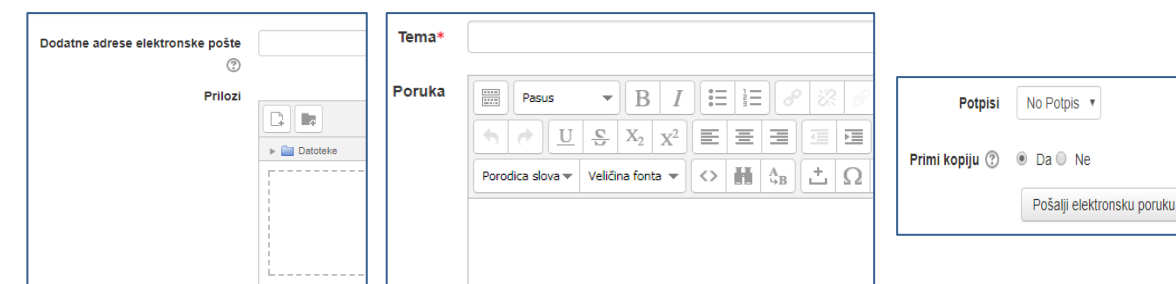 Dodatne adrese elektronske pošte
Prilozi
Datoteke
Tema*
Poruka
Pasus
B I
U S X₂ X²
Porodica slova Veličina fonta
<> A B Ω
Potpisi No Potpis
Primi kopiju Da Ne
Pošalji elektronsku poruku